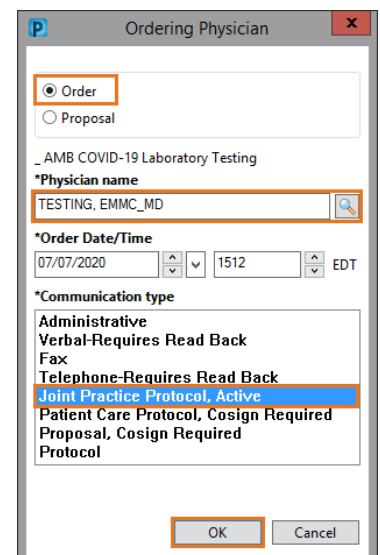 P Ordering Physician x
Order
Proposal
_ AMB COVID-19 Laboratory Testing
*Physician name
TESTING, EMMC_MD
*Order Date/Time
07/07/2020 1512 EDT
*Communication type
Administrative
Verbal-Requires Read Back
Fax
Telephone-Requires Read Back
Joint Practice Protocol, Active
Patient Care Protocol, Cosign Required
Proposal, Cosign Required
Protocol
OK Cancel